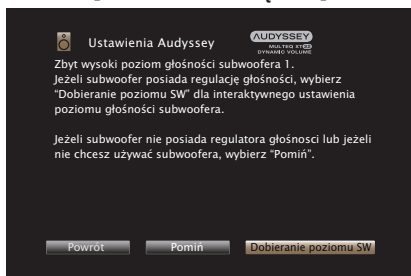 Ustawienia Audyssey
AUDYSSEY
MULTEQ XT32
DYNAMIC VOLUME
Zbyt wysoki poziom głośności subwoofera 1.
Jeżeli subwoofer posiada regulację głośności, wybierz
“Dobieranie poziomu SW” dla interaktywnego ustawienia
poziomu głośności subwoofera.
Jeżeli subwoofer nie posiada regulatora głośnosci lub jeżeli
nie chcesz używać subwoofera, wybierz “Pomiń”.
Powrót
Pomiń
Dobieranie poziomu SW